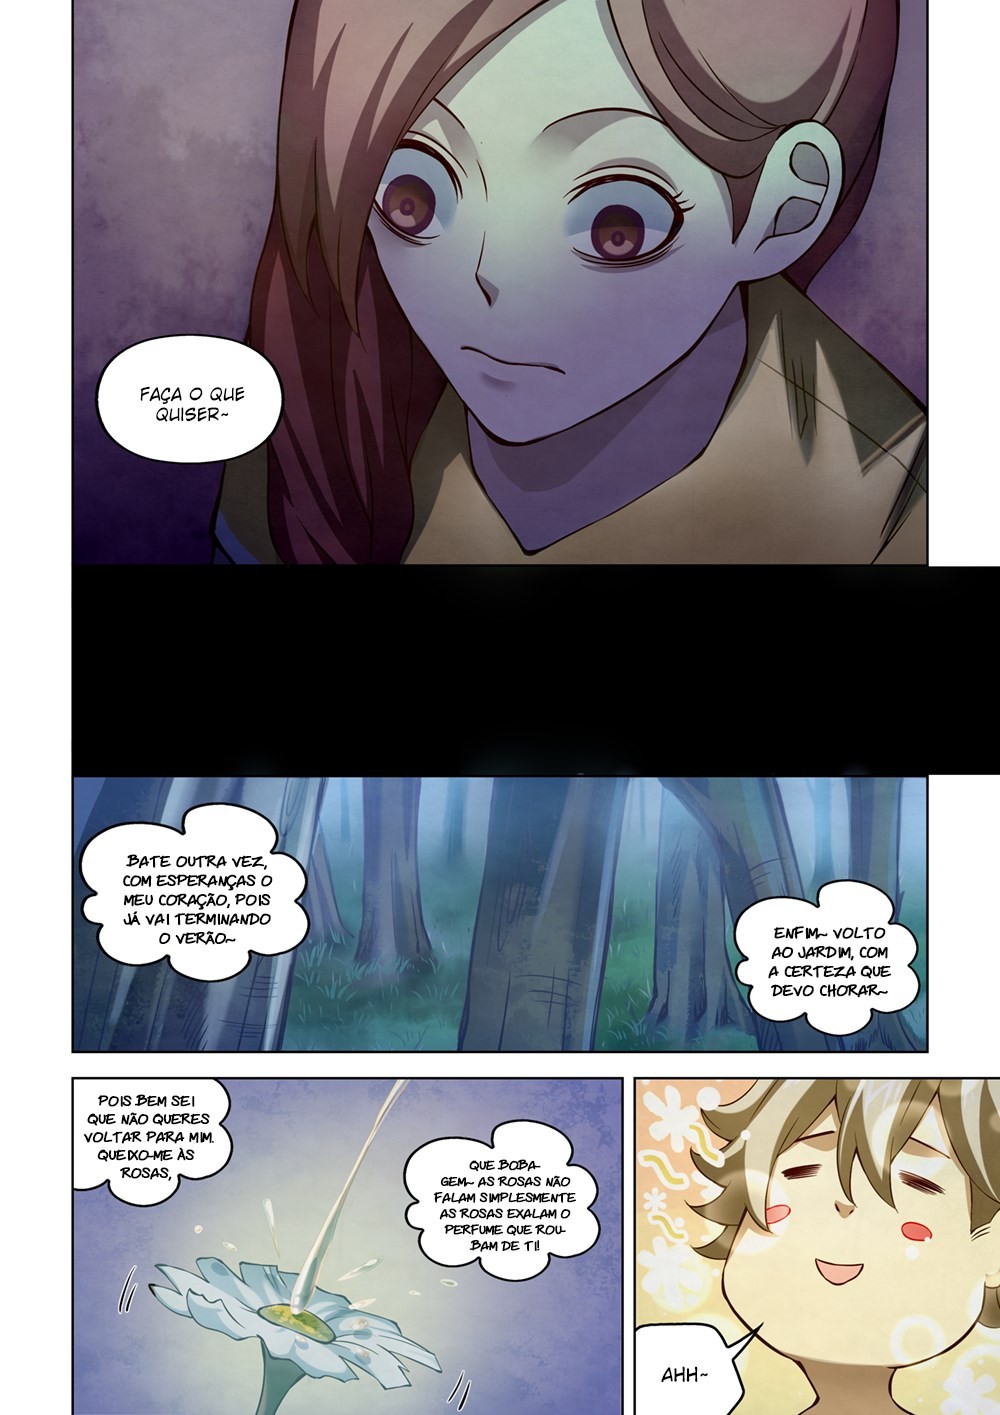 FAÇA O QUE
QUISER~
BATE OUTRA VEZ,
COM ESPERANÇAS O
MEU CORAÇÃO, POIS
JÁ VAI TERMINANDO
O VERÃO~
ENFIM~ VOLTO
AO JARDIM, COM
A CERTEZA QUE
DEVO CHORAR~
POIS BEM SEI
QUE NÃO QUERES
VOLTAR PARA MIM.
QUEIXO-ME ÀS
ROSAS,
QUE BOBA-
GEM~ AS ROSAS NÃO
FALAM SIMPLESMENTE
AS ROSAS EXALAM O
PERFUME QUE ROU-
BAM DE TI!
AHH~